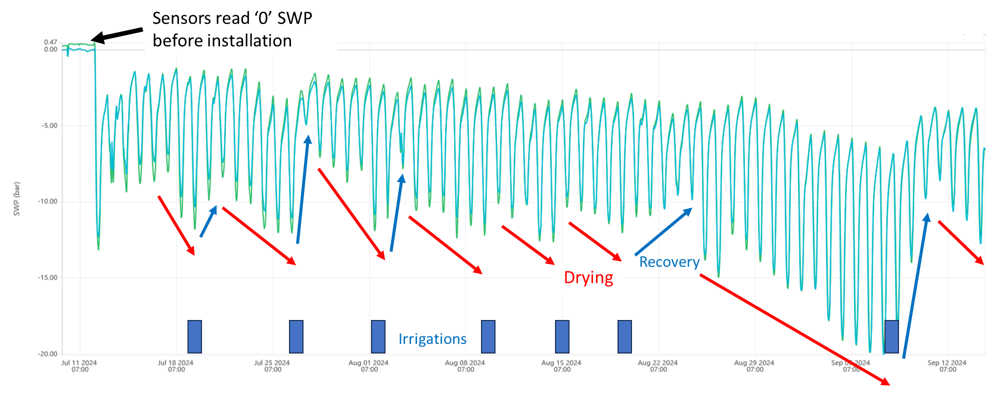 Sensors read ‘0’ SWP
before installation
0.47
0.00
-5.00
-10.00
-15.00
-20.00
SWP (bar)
Recovery
Drying
Irrigations
Jul 11 2024
07:00
Jul 18 2024
07:00
Jul 25 2024
07:00
Aug 01 2024
07:00
Aug 08 2024
07:00
Aug 15 2024
07:00
Aug 22 2024
07:00
Aug 29 2024
07:00
Sep 05 2024
07:00
Sep 12 2024
07:00